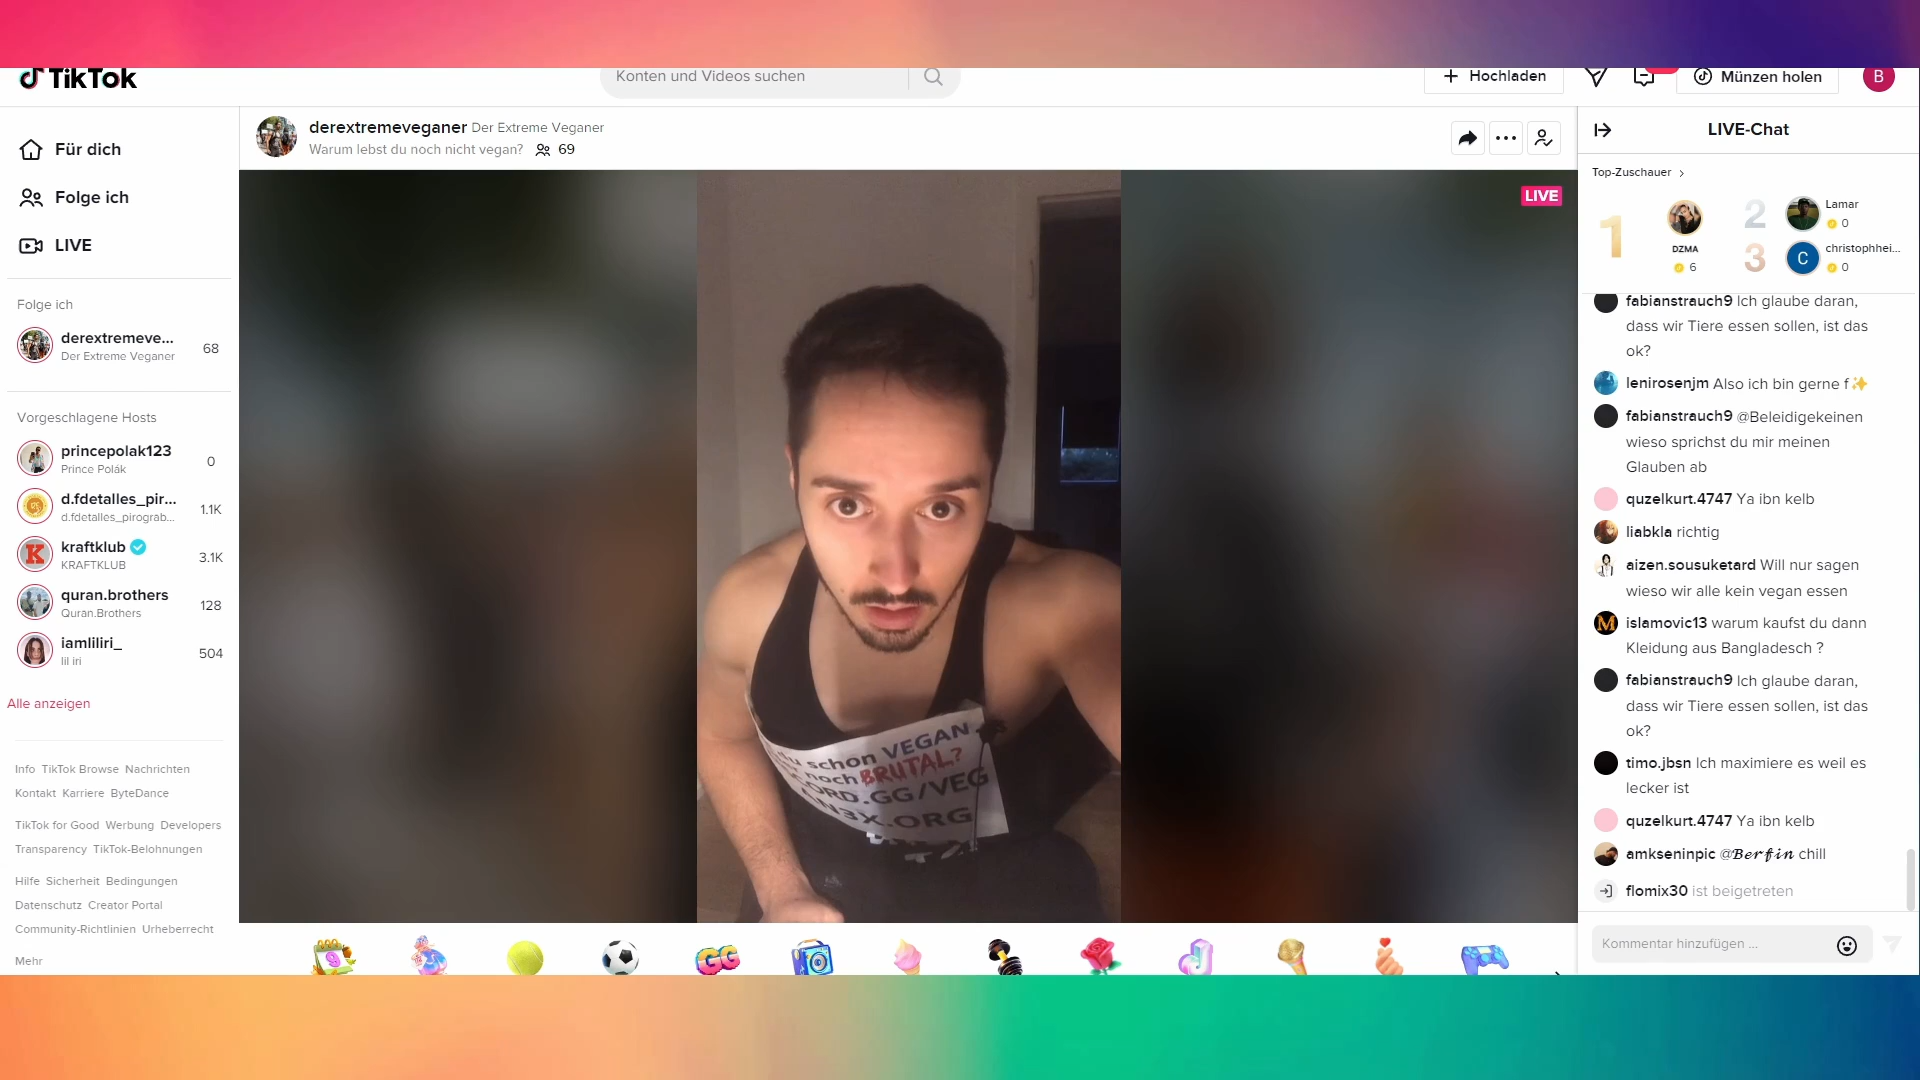 TikTok
Konten und Videos suchen
Hochladen
Münzen holen
B
Für dich
Folge ich
LIVE
Folge ich
derextremeve...
Der Extreme Veganer
68
Vorgeschlagene Hosts
princepolak123
Prince Polák
0
d.fdetalles_pir...
d.fdetalles_pirograb...
1.1K
kraftklub
KRAFTKLUB
3.1K
quran.brothers
Quran.Brothers
128
iamliliri_
lil iri
504
Alle anzeigen
Info TikTok Browse Nachrichten
Kontakt Karriere ByteDance
TikTok for Good Werbung Developers
Transparency TikTok-Belohnungen
Hilfe Sicherheit Bedingungen
Datenschutz Creator Portal
Community-Richtlinien Urheberrecht
Mehr
derextremeveganer Der Extreme Veganer
Warum lebst du noch nicht vegan? 69
LIVE
schon VEGAN
noch BRUTAL?
ORD.GG/VEG
N3X.ORG
GG
LIVE-Chat
Top-Zuschauer
1
DZMA
6
2
Lamar
0
3
C
christophhei...
0
fabianstrauch9 Ich glaube daran,
dass wir Tiere essen sollen, ist das
ok?
lenirosenjm Also ich bin gerne f✨
fabianstrauch9 @Beleidigekeinen
wieso sprichst du mir meinen
Glauben ab
quzelkurt.4747 Ya ibn kelb
liabkla richtig
aizen.sousuketard Will nur sagen
wieso wir alle kein vegan essen
islamovic13 warum kaufst du dann
Kleidung aus Bangladesch ?
fabianstrauch9 Ich glaube daran,
dass wir Tiere essen sollen, ist das
ok?
timo.jbsn Ich maximiere es weil es
lecker ist
quzelkurt.4747 Ya ibn kelb
amkseninpic @𝓑𝓮𝓻𝓯𝓲𝓷 chill
flomix30 ist beigetreten
Kommentar hinzufügen ...